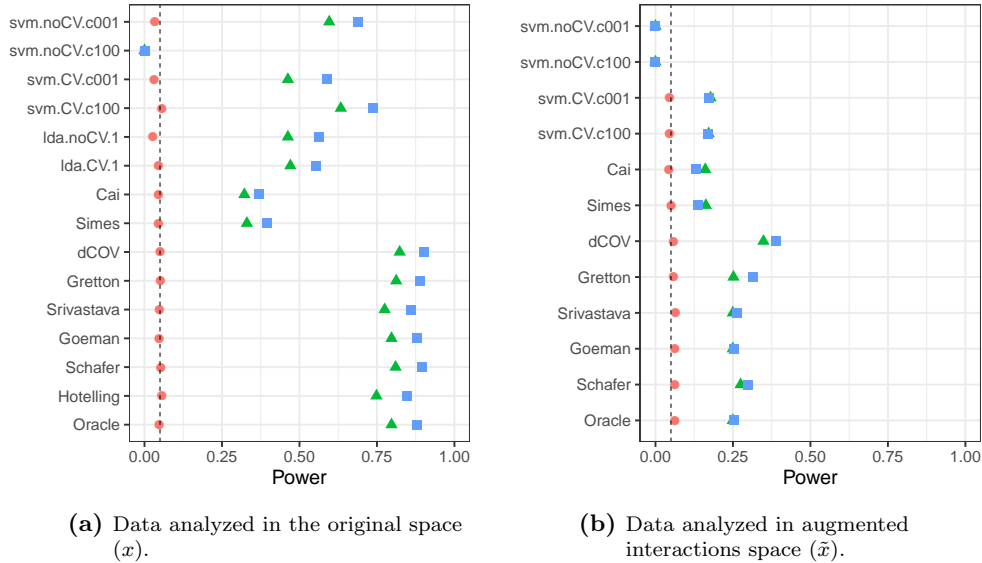 svm.noCV.c001
svm.noCV.c100
svm.CV.c001
svm.CV.c100
lda.noCV.1
lda.CV.1
Cai
Simes
dCOV
Gretton
Srivastava
Goeman
Schafer
Hotelling
Oracle
0.00 0.25 0.50 0.75 1.00
Power
(a) Data analyzed in the original space
(x).
svm.noCV.c001
svm.noCV.c100
svm.CV.c001
svm.CV.c100
Cai
Simes
dCOV
Gretton
Srivastava
Goeman
Schafer
Oracle
0.00 0.25 0.50 0.75 1.00
Power
(b) Data analyzed in augmented
interactions space (x̃).